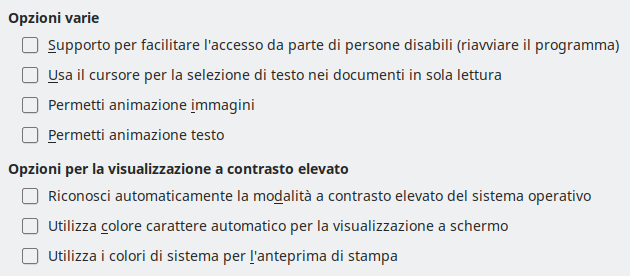 Opzioni varie
Supporto per facilitare l'accesso da parte di persone disabili (riavviare il programma)
Usa il cursore per la selezione di testo nei documenti in sola lettura
Permetti animazione immagini
Permetti animazione testo
Opzioni per la visualizzazione a contrasto elevato
Riconosci automaticamente la modalità a contrasto elevato del sistema operativo
Utilizza colore carattere automatico per la visualizzazione a schermo
Utilizza i colori di sistema per l'anteprima di stampa